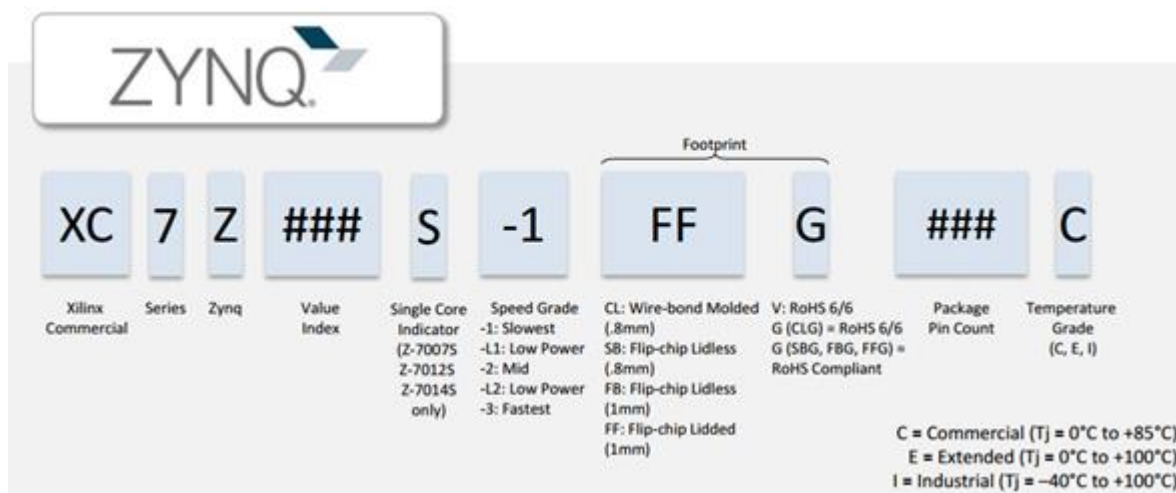 ZYNQ®
Footprint
XC 7 Z ### S -1 FF G ### C
Xilinx
Commercial
Series
Zynq
Value
Index
Single Core
Indicator
(Z-7007S
Z-7012S
Z-7014S
only)
Speed Grade
-1: Slowest
-L1: Low Power
-2: Mid
-L2: Low Power
-3: Fastest
CL: Wire-bond Molded
(.8mm)
SB: Flip-chip Lidless
(.8mm)
FB: Flip-chip Lidless
(1mm)
FF: Flip-chip Lidded
(1mm)
V: RoHS 6/6
G (CLG) = RoHS 6/6
G (SBG, FBG, FFG) =
RoHS Compliant
Package
Pin Count
Temperature
Grade
(C, E, I)
C = Commercial (Tj = 0°C to +85°C)
E = Extended (Tj = 0°C to +100°C)
I = Industrial (Tj = –40°C to +100°C)